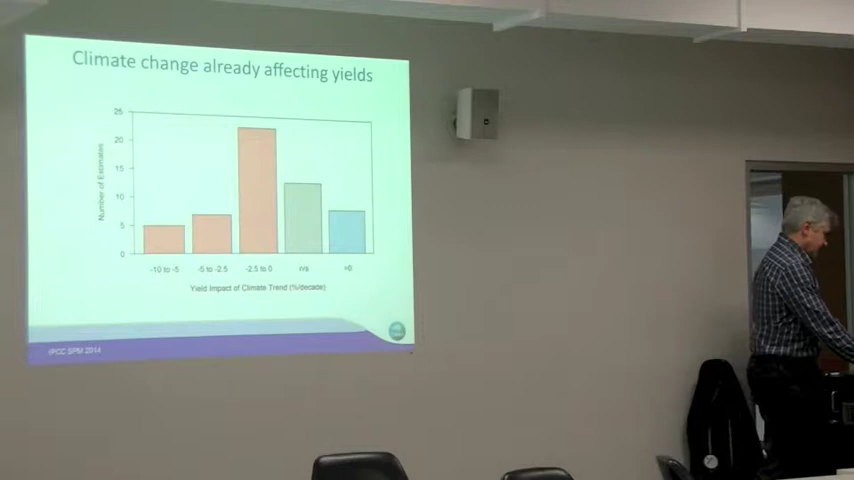 Climate change already affecting yields
25
20
15
10
5
0
Number of Estimates
-10 to -5 -5 to -2.5 -2.5 to 0 n/s >0
Yield Impact of Climate Trend (%/decade)
IPCC SPM 2014